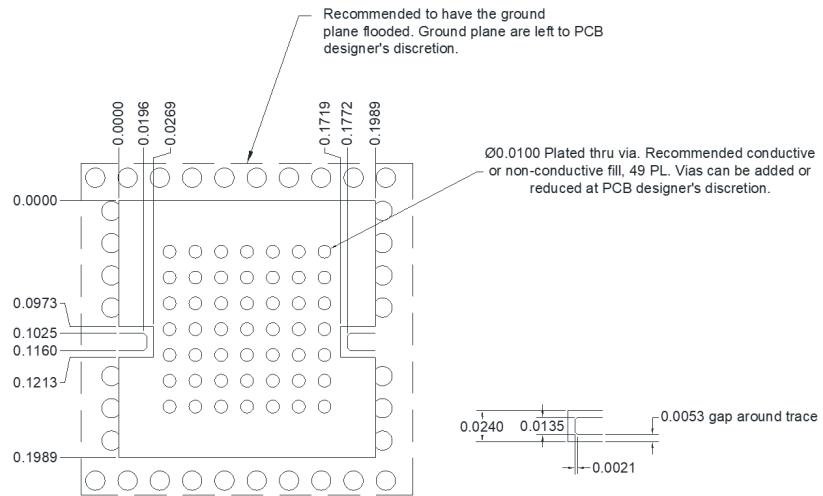 Recommended to have the ground
plane flooded. Ground plane are left to PCB
designer's discretion.
0.0000
0.0196
0.0269
0.1719
0.1772
0.1989
Ø0.0100 Plated thru via. Recommended conductive
or non-conductive fill, 49 PL. Vias can be added or
reduced at PCB designer's discretion.
0.0000
0.0973
0.1025
0.1160
0.1213
0.1989
0.0240
0.0135
0.0053 gap around trace
0.0021